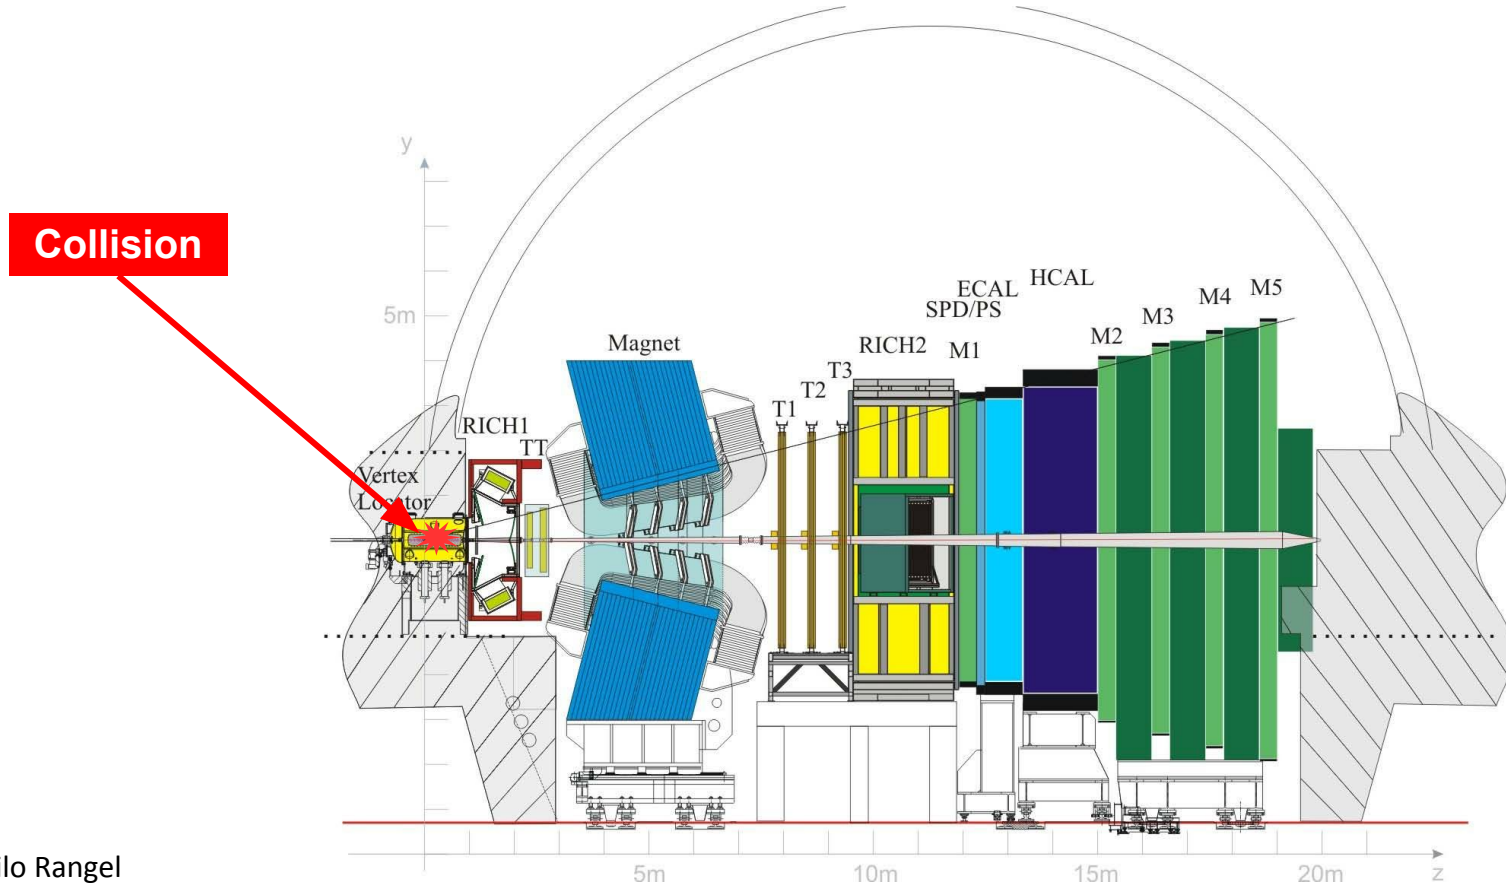 y
Collision
5m
Vertex
Locator
RICH1
TT
Magnet
T1
T2
T3
RICH2
M1
SPD/PS
ECAL
HCAL
M2
M3
M4
M5
5m
10m
15m
20m
z
ilo Rangel